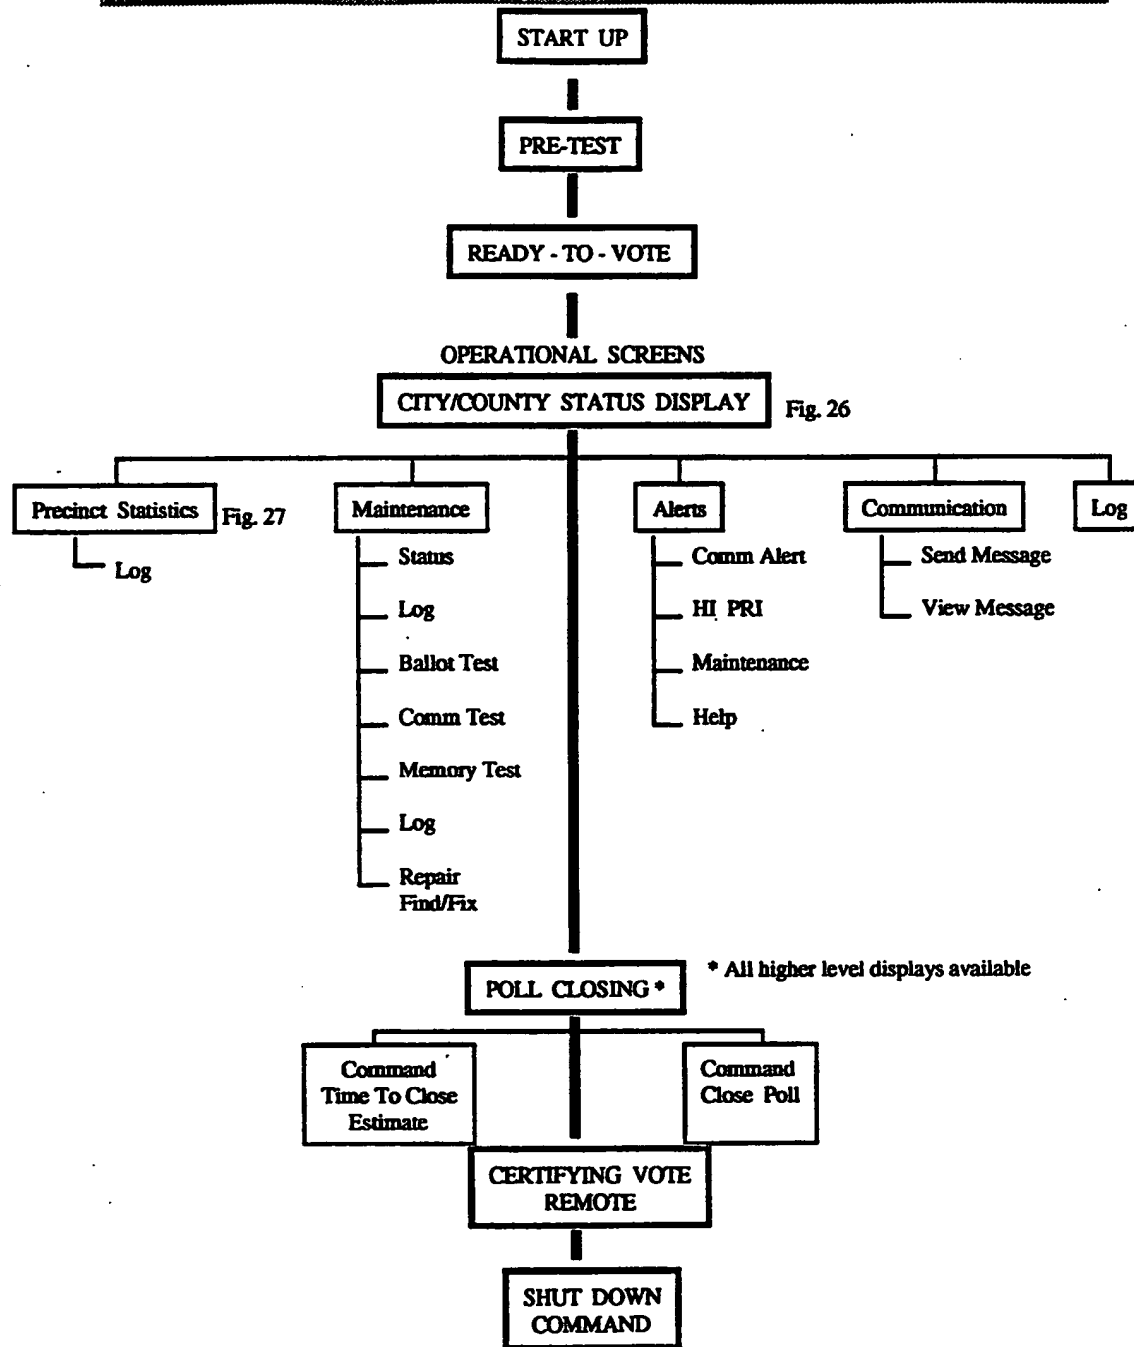 START UP
PRE-TEST
READY - TO - VOTE
OPERATIONAL SCREENS
CITY/COUNTY STATUS DISPLAY
Fig. 26
Precinct Statistics
Fig. 27
Log
Maintenance
Status
Log
Ballot Test
Comm Test
Memory Test
Log
Repair
Find/Fix
Alerts
Comm Alert
HI PRI
Maintenance
Help
Communication
Send Message
View Message
Log
POLL CLOSING *
* All higher level displays available
Command
Time To Close
Estimate
Command
Close Poll
CERTIFYING VOTE
REMOTE
SHUT DOWN
COMMAND